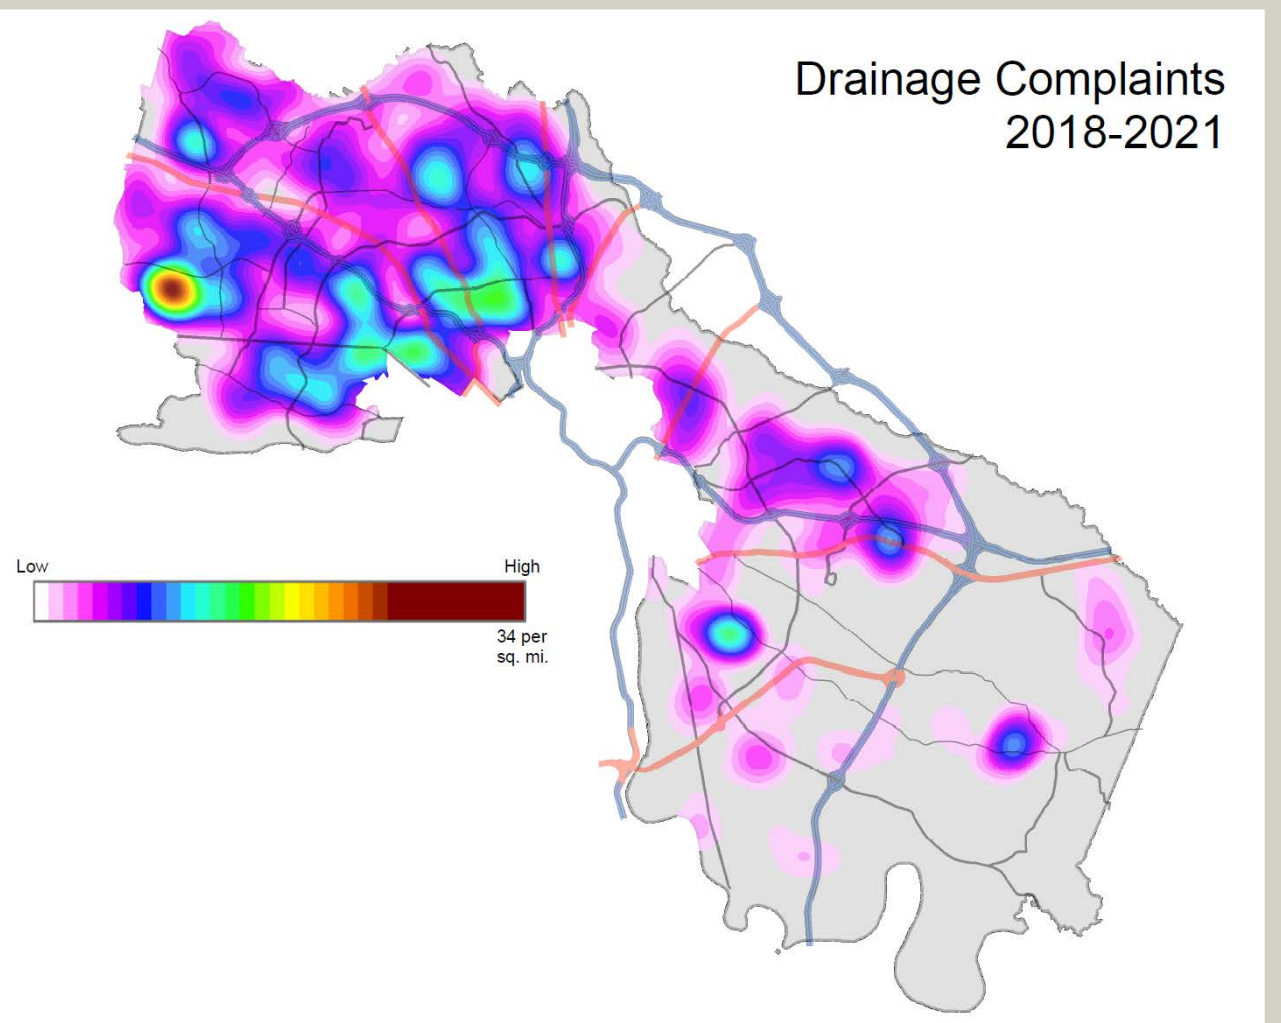 Drainage Complaints
2018-2021
Low
High
34 per
sq. mi.